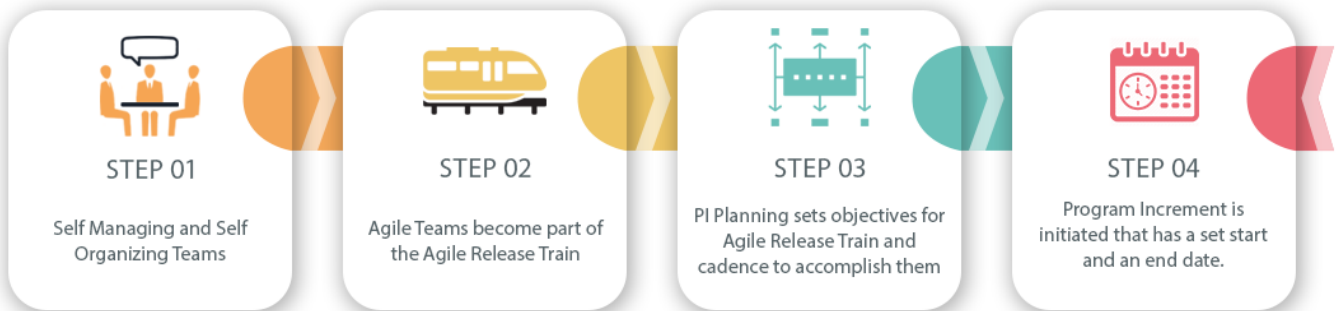 STEP 01
Self Managing and Self
Organizing Teams
STEP 02
Agile Teams become part of
the Agile Release Train
STEP 03
PI Planning sets objectives for
Agile Release Train and
cadence to accomplish them
STEP 04
Program Increment is
initiated that has a set start
and an end date.